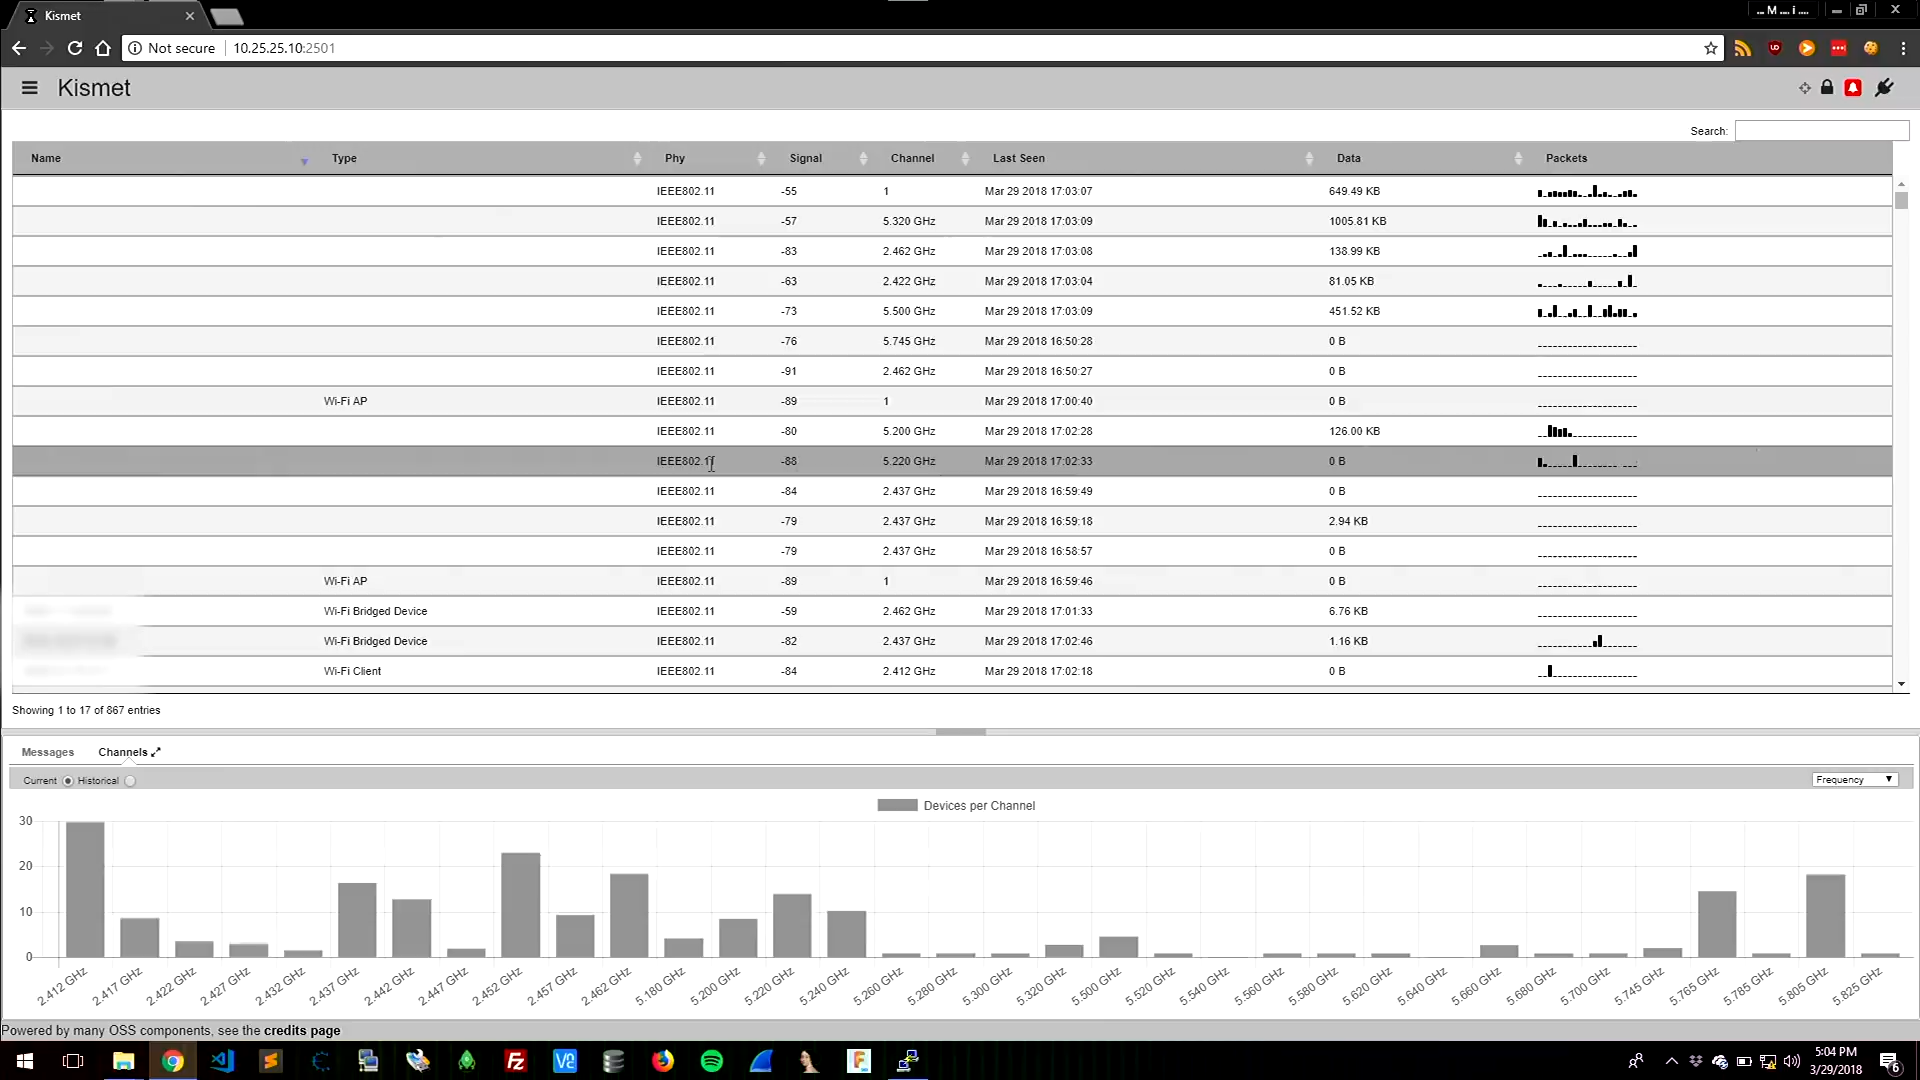 Kismet
... M ... i ....
Not secure 10.25.25.10:2501
Kismet
Search:
Name Type Phy Signal Channel Last Seen Data Packets
IEEE802.11 -55 1 Mar 29 2018 17:03:07 649.49 KB
IEEE802.11 -57 5.320 GHz Mar 29 2018 17:03:09 1005.81 KB
IEEE802.11 -83 2.462 GHz Mar 29 2018 17:03:08 138.99 KB
IEEE802.11 -63 2.422 GHz Mar 29 2018 17:03:04 81.05 KB
IEEE802.11 -73 5.500 GHz Mar 29 2018 17:03:09 451.52 KB
IEEE802.11 -76 5.745 GHz Mar 29 2018 16:50:28 0 B
IEEE802.11 -91 2.462 GHz Mar 29 2018 16:50:27 0 B
Wi-Fi AP IEEE802.11 -89 1 Mar 29 2018 17:00:40 0 B
IEEE802.11 -80 5.200 GHz Mar 29 2018 17:02:28 126.00 KB
IEEE802.11 -88 5.220 GHz Mar 29 2018 17:02:33 0 B
IEEE802.11 -84 2.437 GHz Mar 29 2018 16:59:49 0 B
IEEE802.11 -79 2.437 GHz Mar 29 2018 16:59:18 2.94 KB
IEEE802.11 -79 2.437 GHz Mar 29 2018 16:58:57 0 B
Wi-Fi AP IEEE802.11 -89 1 Mar 29 2018 16:59:46 0 B
Wi-Fi Bridged Device IEEE802.11 -59 2.462 GHz Mar 29 2018 17:01:33 6.76 KB
Wi-Fi Bridged Device IEEE802.11 -82 2.437 GHz Mar 29 2018 17:02:46 1.16 KB
Wi-Fi Client IEEE802.11 -84 2.412 GHz Mar 29 2018 17:02:18 0 B
Showing 1 to 17 of 867 entries
Messages Channels
Current Historical Frequency
Devices per Channel
30
20
10
0
2.412 GHz 2.417 GHz 2.422 GHz 2.427 GHz 2.432 GHz 2.437 GHz 2.442 GHz 2.447 GHz 2.452 GHz 2.457 GHz 2.462 GHz 5.180 GHz 5.200 GHz 5.220 GHz 5.240 GHz 5.260 GHz 5.280 GHz 5.300 GHz 5.320 GHz 5.500 GHz 5.520 GHz 5.540 GHz 5.560 GHz 5.580 GHz 5.620 GHz 5.640 GHz 5.660 GHz 5.680 GHz 5.700 GHz 5.745 GHz 5.765 GHz 5.785 GHz 5.805 GHz 5.825 GHz
Powered by many OSS components, see the credits page
5:04 PM
3/29/2018
6